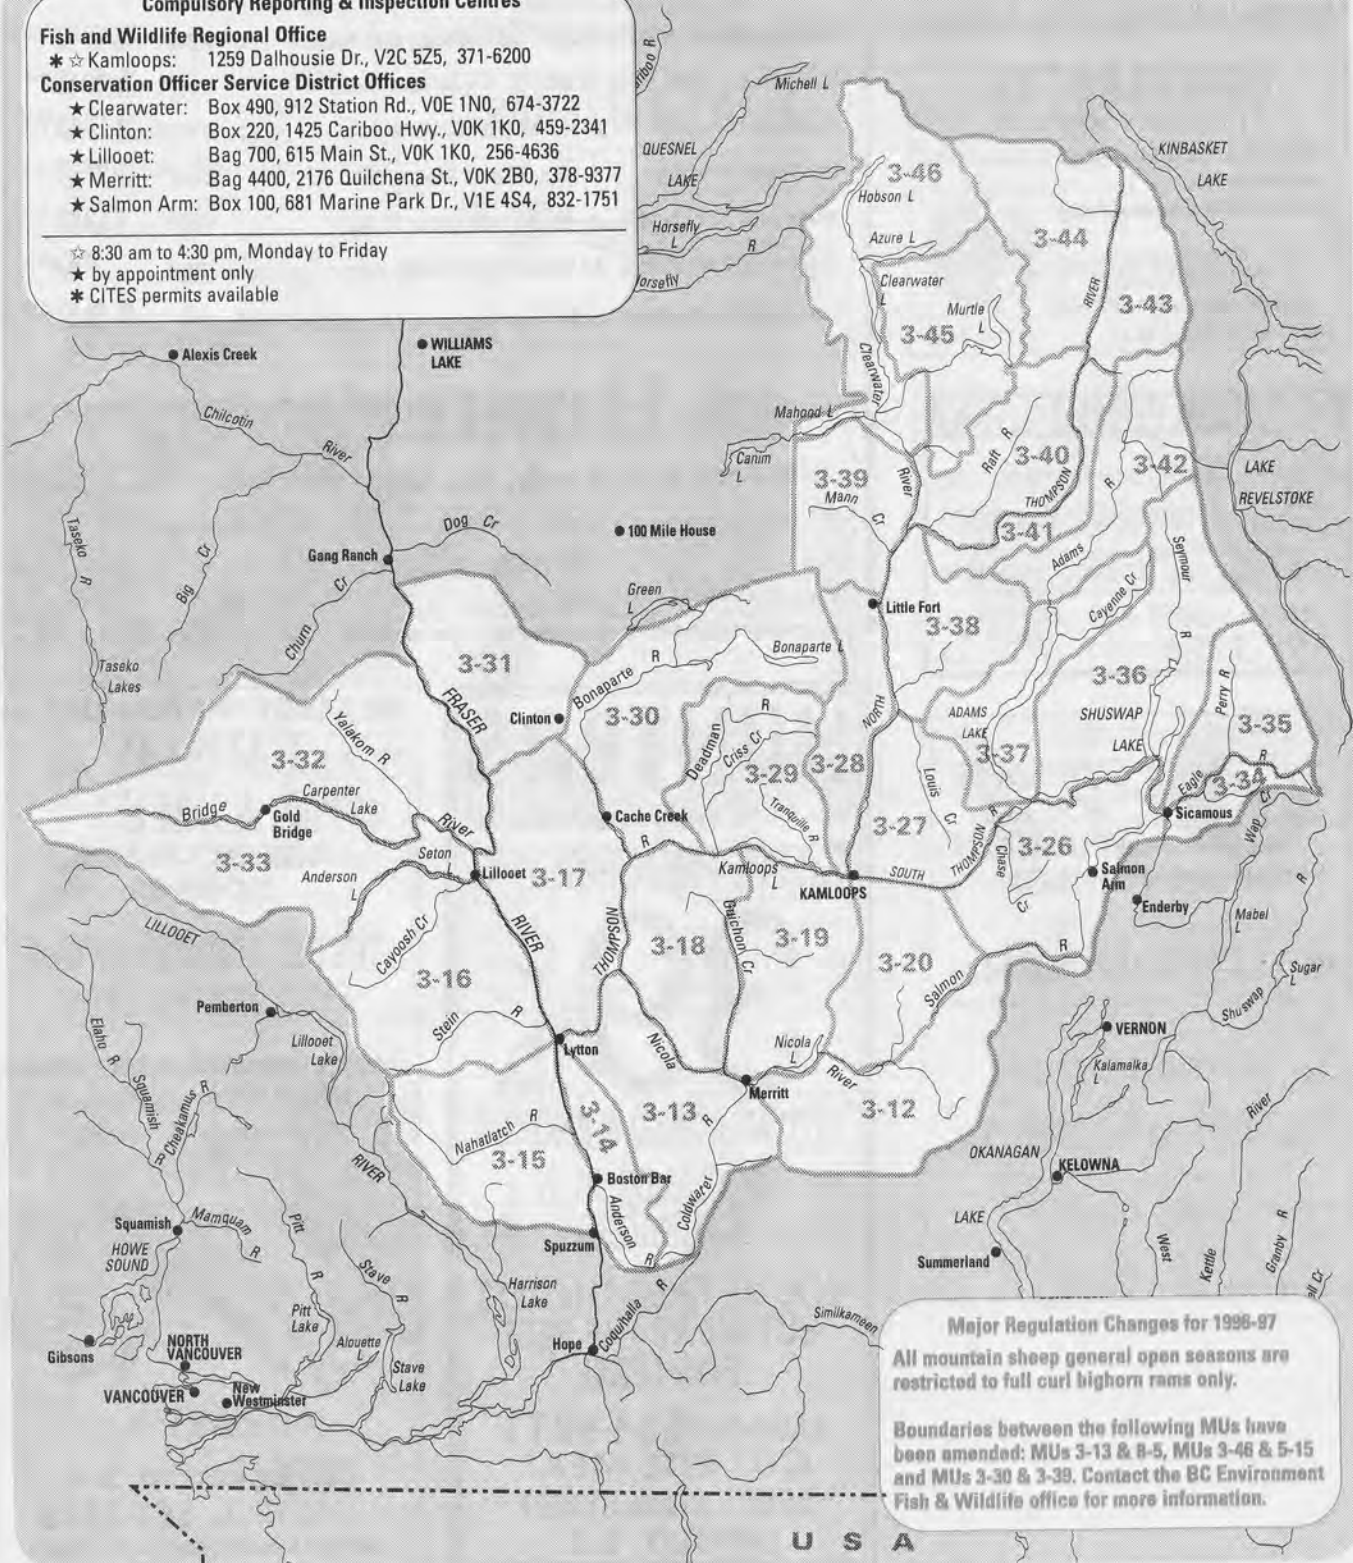 Compulsory Reporting & Inspection Centres
Fish and Wildlife Regional Office
✱ ☆ Kamloops: 1259 Dalhousie Dr., V2C 5Z5, 371-6200
Conservation Officer Service District Offices
★ Clearwater: Box 490, 912 Station Rd., V0E 1N0, 674-3722
★ Clinton: Box 220, 1425 Cariboo Hwy., V0K 1K0, 459-2341
★ Lillooet: Bag 700, 615 Main St., V0K 1K0, 256-4636
★ Merritt: Bag 4400, 2176 Quilchena St., V0K 2B0, 378-9377
★ Salmon Arm: Box 100, 681 Marine Park Dr., V1E 4S4, 832-1751
☆ 8:30 am to 4:30 pm, Monday to Friday
★ by appointment only
✱ CITES permits available
ariboo R
Michell L
QUESNEL
LAKE
KINBASKET
LAKE
3-46
Hobson L
Horsefly
L
R
orsefly
Azure L
3-44
Clearwater
L
Murtle
L
RIVER
3-43
3-45
WILLIAMS
LAKE
Alexis Creek
Clearwater
Chilcotin
River
Mahood L
Canim
L
3-39
Mann
Cr
River
Raft R
3-40
THOMPSON
3-42
R
LAKE
REVELSTOKE
Taseko
R
Big Cr
Dog Cr
100 Mile House
3-41
Adams
Seymour
R
Gang Ranch
Churn Cr
Green
L
Little Fort
3-38
Cayenne Cr
Taseko
Lakes
3-31
Bonaparte R
Bonaparte L
3-36
Perry R
FRASER
Clinton
3-30
R
NORTH
ADAMS
LAKE
SHUSWAP
LAKE
3-35
Yalakom R
3-32
Deadman
Criss Cr
3-29
3-28
3-37
R
Eagle
3-34
Bridge
Carpenter
Lake
Gold
Bridge
River
Cache Creek
Tranquille R
Louis
Cr
3-27
R
Sicamous
Wap Cr
3-33
Seton
L
Anderson
L
Lillooet
3-17
R
Kamloops
L
KAMLOOPS
SOUTH
THOMPSON
Chase
Cr
3-26
Salmon
Arm
Enderby
Mabel
L
R
LILLOOET
Cayoosh Cr
RIVER
THOMPSON
3-18
Guichon
Cr
3-19
3-20
R
Salmon
Sugar
L
3-16
Shuswap
Pemberton
Stein R
Elaho R
Lillooet
Lake
Lytton
Nicola
Nicola
L
River
VERNON
Kalamalka
L
Squamish
R
Cheakamus R
Merritt
3-14
3-13
R
3-12
River
Nahatlatch R
3-15
RIVER
OKANAGAN
KELOWNA
Boston Bar
Anderson
R
Coldwater
Squamish
Mamquam
R
Pitt
R
LAKE
West
Kettle
Granby R
HOWE
SOUND
Spuzzum
Stave
R
Summerland
Harrison
Lake
R
ell Cr
Pitt
Lake
Alouette
L
Stave
Lake
Coquihalla
Similkameen
Hope
Gibsons
NORTH
VANCOUVER
VANCOUVER
New
Westminster
Major Regulation Changes for 1996-97
All mountain sheep general open seasons are
restricted to full curl bighorn rams only.
Boundaries between the following MUs have
been amended: MUs 3-13 & 8-5, MUs 3-46 & 5-15
and MUs 3-30 & 3-39. Contact the BC Environment
Fish & Wildlife office for more information.
U S A